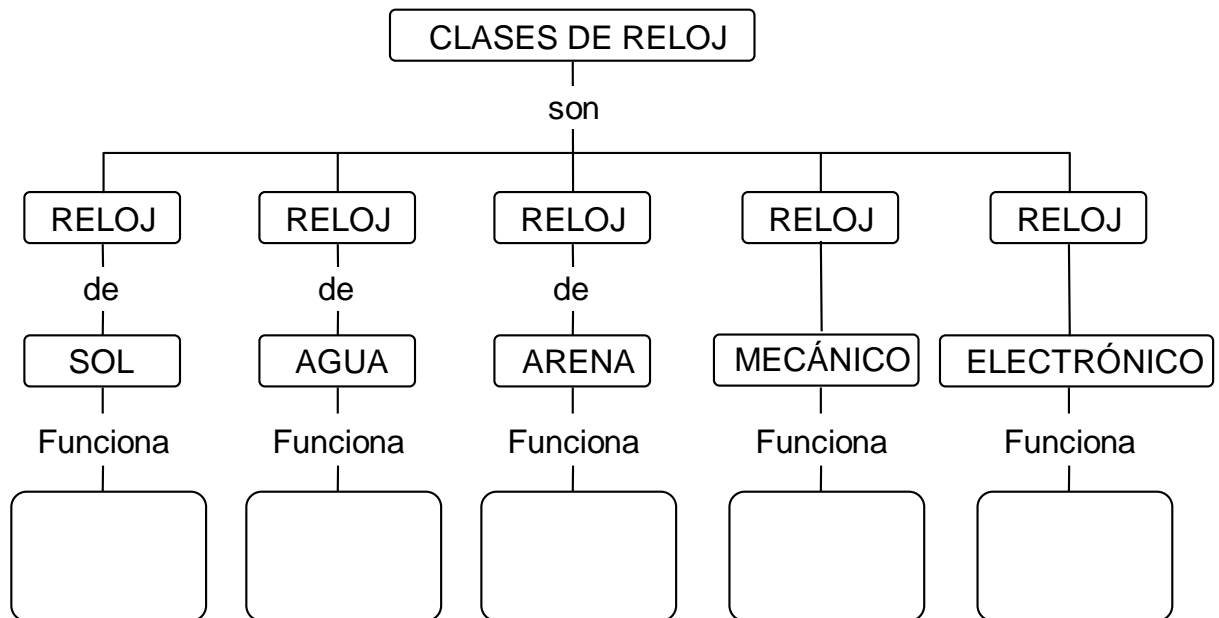 CLASES DE RELOJ
son
RELOJ RELOJ RELOJ RELOJ RELOJ
de de de
SOL AGUA ARENA MECÁNICO ELECTRÓNICO
Funciona Funciona Funciona Funciona Funciona